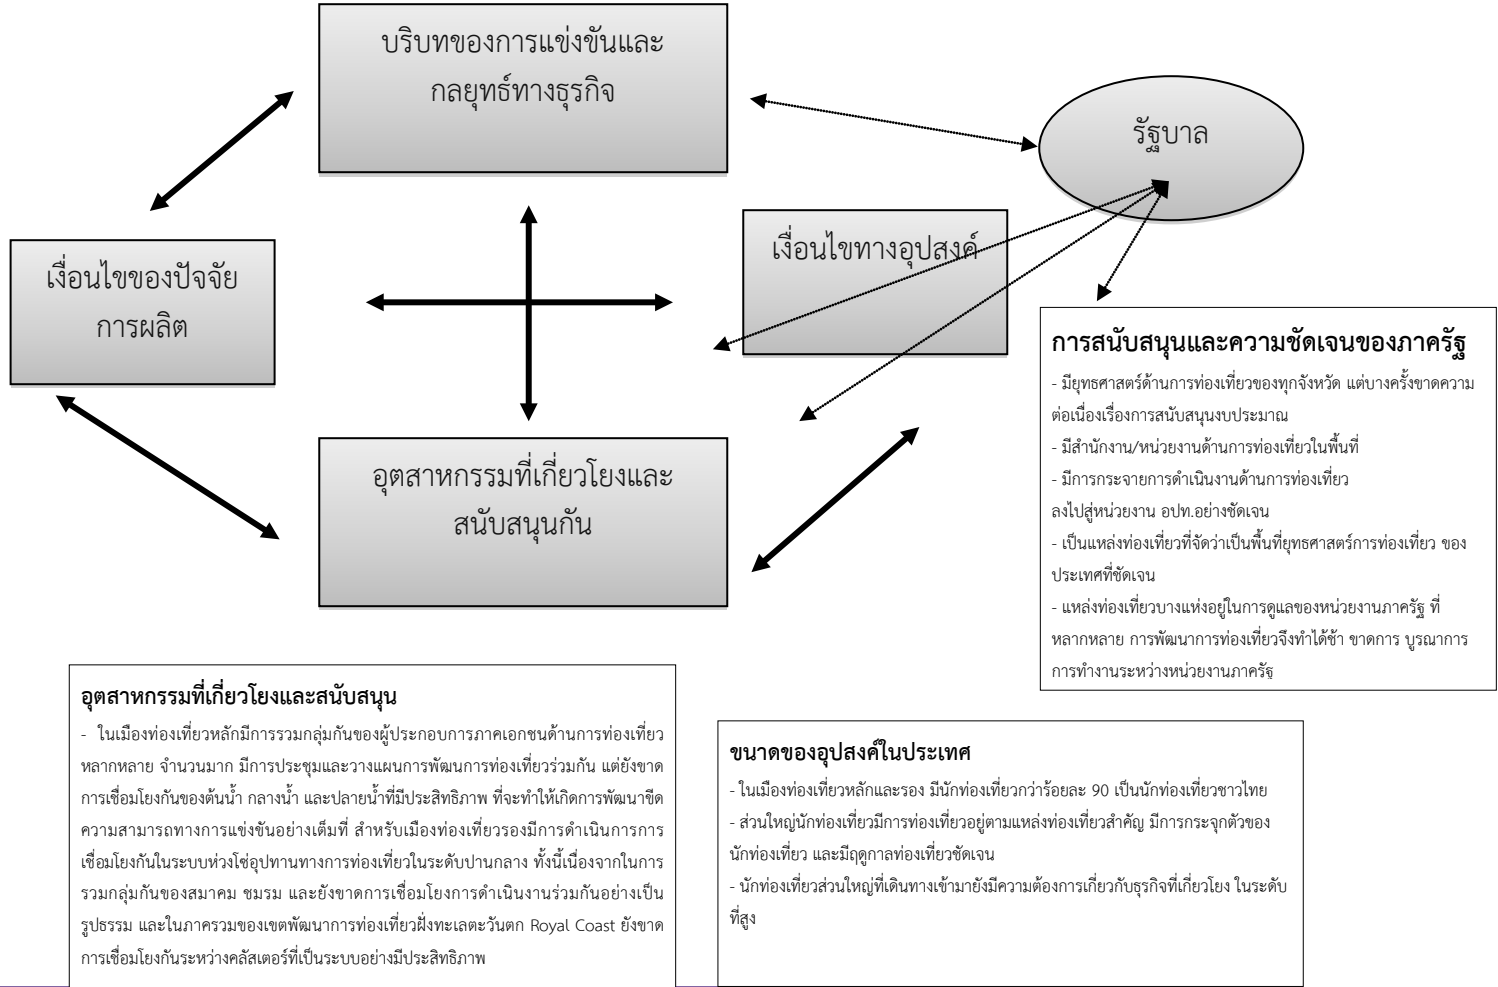 บริบทของการแข่งขันและ
กลยุทธ์ทางธุรกิจ
รัฐบาล
เงื่อนไขของปัจจัย
การผลิต
เงื่อนไขทางอุปสงค์
อุตสาหกรรมที่เกี่ยวโยงและ
สนับสนุนกัน
การสนับสนุนและความชัดเจนของภาครัฐ
- มียุทธศาสตร์ด้านการท่องเที่ยวของทุกจังหวัด แต่บางครั้งขาดความ
ต่อเนื่องเรื่องการสนับสนุนงบประมาณ
- มีสำนักงาน/หน่วยงานด้านการท่องเที่ยวในพื้นที่
- มีการกระจายการดำเนินงานด้านการท่องเที่ยว
ลงไปสู่หน่วยงาน อปท.อย่างชัดเจน
- เป็นแหล่งท่องเที่ยวที่จัดว่าเป็นพื้นที่ยุทธศาสตร์การท่องเที่ยว ของ
ประเทศที่ชัดเจน
- แหล่งท่องเที่ยวบางแห่งอยู่ในการดูแลของหน่วยงานภาครัฐ ที่
หลากหลาย การพัฒนาการท่องเที่ยวจึงทำได้ช้า ขาดการ บูรณาการ
การทำงานระหว่างหน่วยงานภาครัฐ
อุตสาหกรรมที่เกี่ยวโยงและสนับสนุน
- ในเมืองท่องเที่ยวหลักมีการรวมกลุ่มกันของผู้ประกอบการภาคเอกชนด้านการท่องเที่ยว
หลากหลาย จำนวนมาก มีการประชุมและวางแผนการพัฒนการท่องเที่ยวร่วมกัน แต่ยังขาด
การเชื่อมโยงกันของต้นน้ำ กลางน้ำ และปลายน้ำที่มีประสิทธิภาพ ที่จะทำให้เกิดการพัฒนาขีด
ความสามารถทางการแข่งขันอย่างเต็มที่ สำหรับเมืองท่องเที่ยวรองมีการดำเนินการการ
เชื่อมโยงกันในระบบห่วงโซ่อุปทานทางการท่องเที่ยวในระดับปานกลาง ทั้งนี้เนื่องจากในการ
รวมกลุ่มกันของสมาคม ชมรม และยังขาดการเชื่อมโยงการดำเนินงานร่วมกันอย่างเป็น
รูปธรรม และในภาครวมของเขตพัฒนาการท่องเที่ยวฝั่งทะเลตะวันตก Royal Coast ยังขาด
การเชื่อมโยงกันระหว่างคลัสเตอร์ที่เป็นระบบอย่างมีประสิทธิภาพ
ขนาดของอุปสงค์ในประเทศ
- ในเมืองท่องเที่ยวหลักและรอง มีนักท่องเที่ยวกว่าร้อยละ 90 เป็นนักท่องเที่ยวชาวไทย
- ส่วนใหญ่นักท่องเที่ยวมีการท่องเที่ยวอยู่ตามแหล่งท่องเที่ยวสำคัญ มีการกระจุกตัวของ
นักท่องเที่ยว และมีฤดูกาลท่องเที่ยวชัดเจน
- นักท่องเที่ยวส่วนใหญ่ที่เดินทางเข้ามายังมีความต้องการเกี่ยวกับธุรกิจที่เกี่ยวโยง ในระดับ
ที่สูง